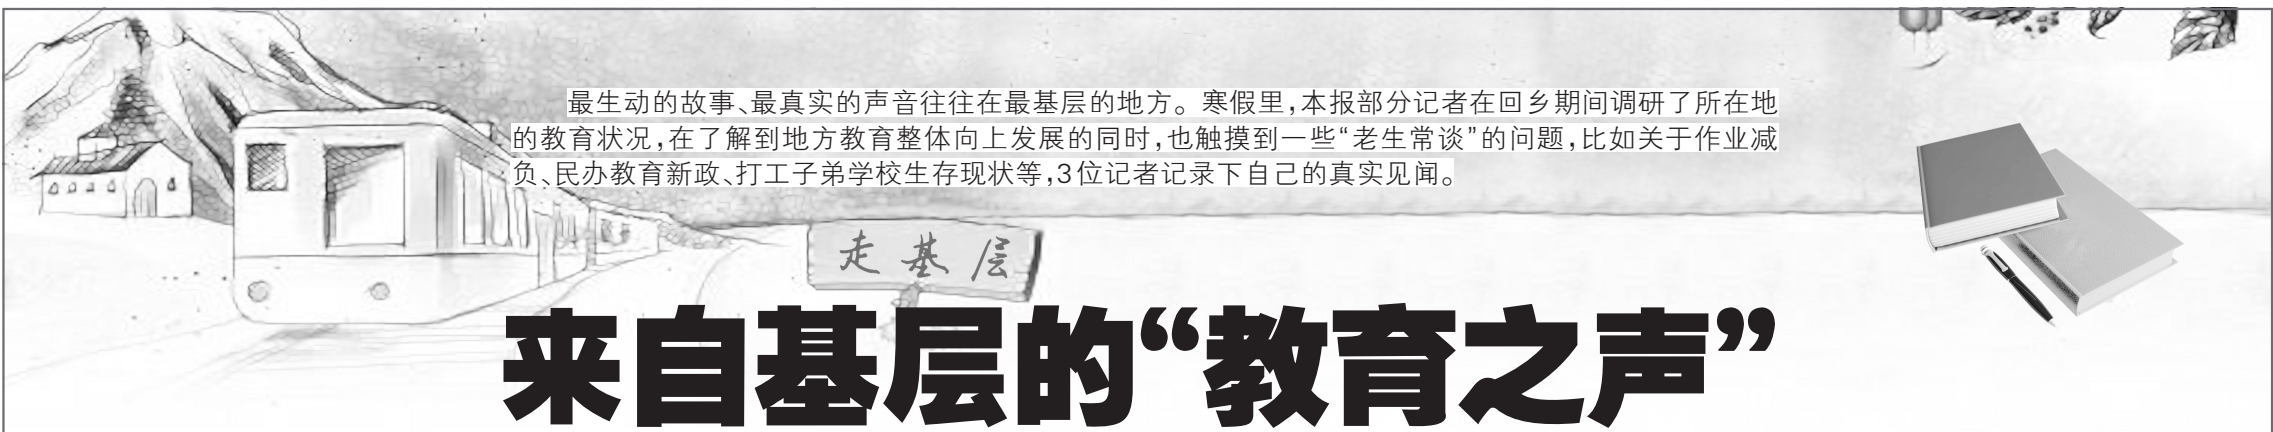 最生动的故事、最真实的声音往往在最基层的地方。寒假里，本报部分记者在回乡期间调研了所在地
的教育状况，在了解到地方教育整体向上发展的同时，也触摸到一些“老生常谈”的问题，比如关于作业减
负、民办教育新政、打工子弟学校生存现状等，3位记者记录下自己的真实见闻。
走基层
来自基层的“教育之声”